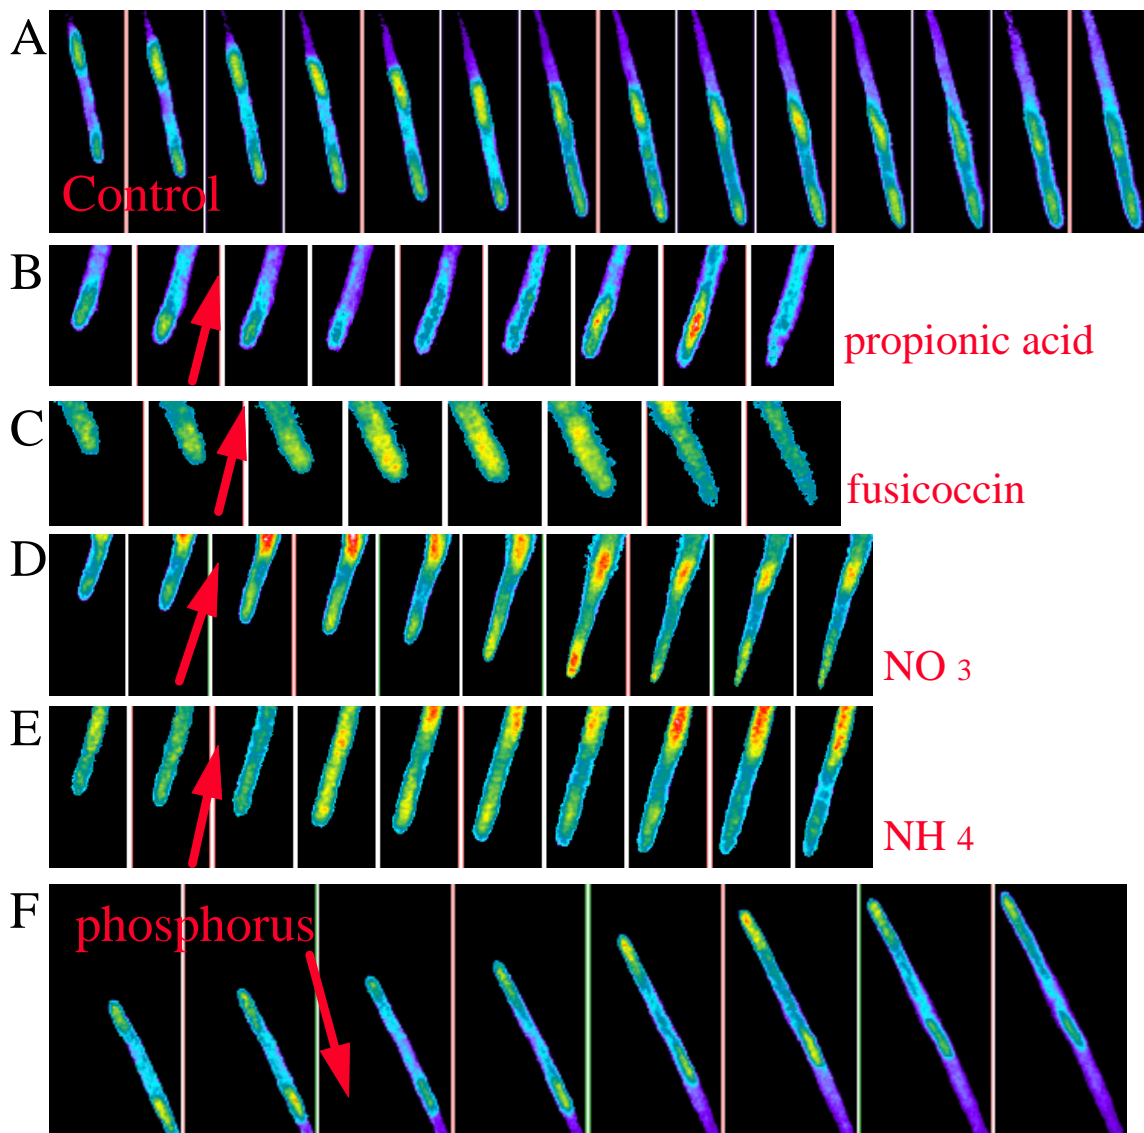 A
Control
B
propionic acid
C
fusicoccin
D
NO 3
E
NH 4
F
phosphorus